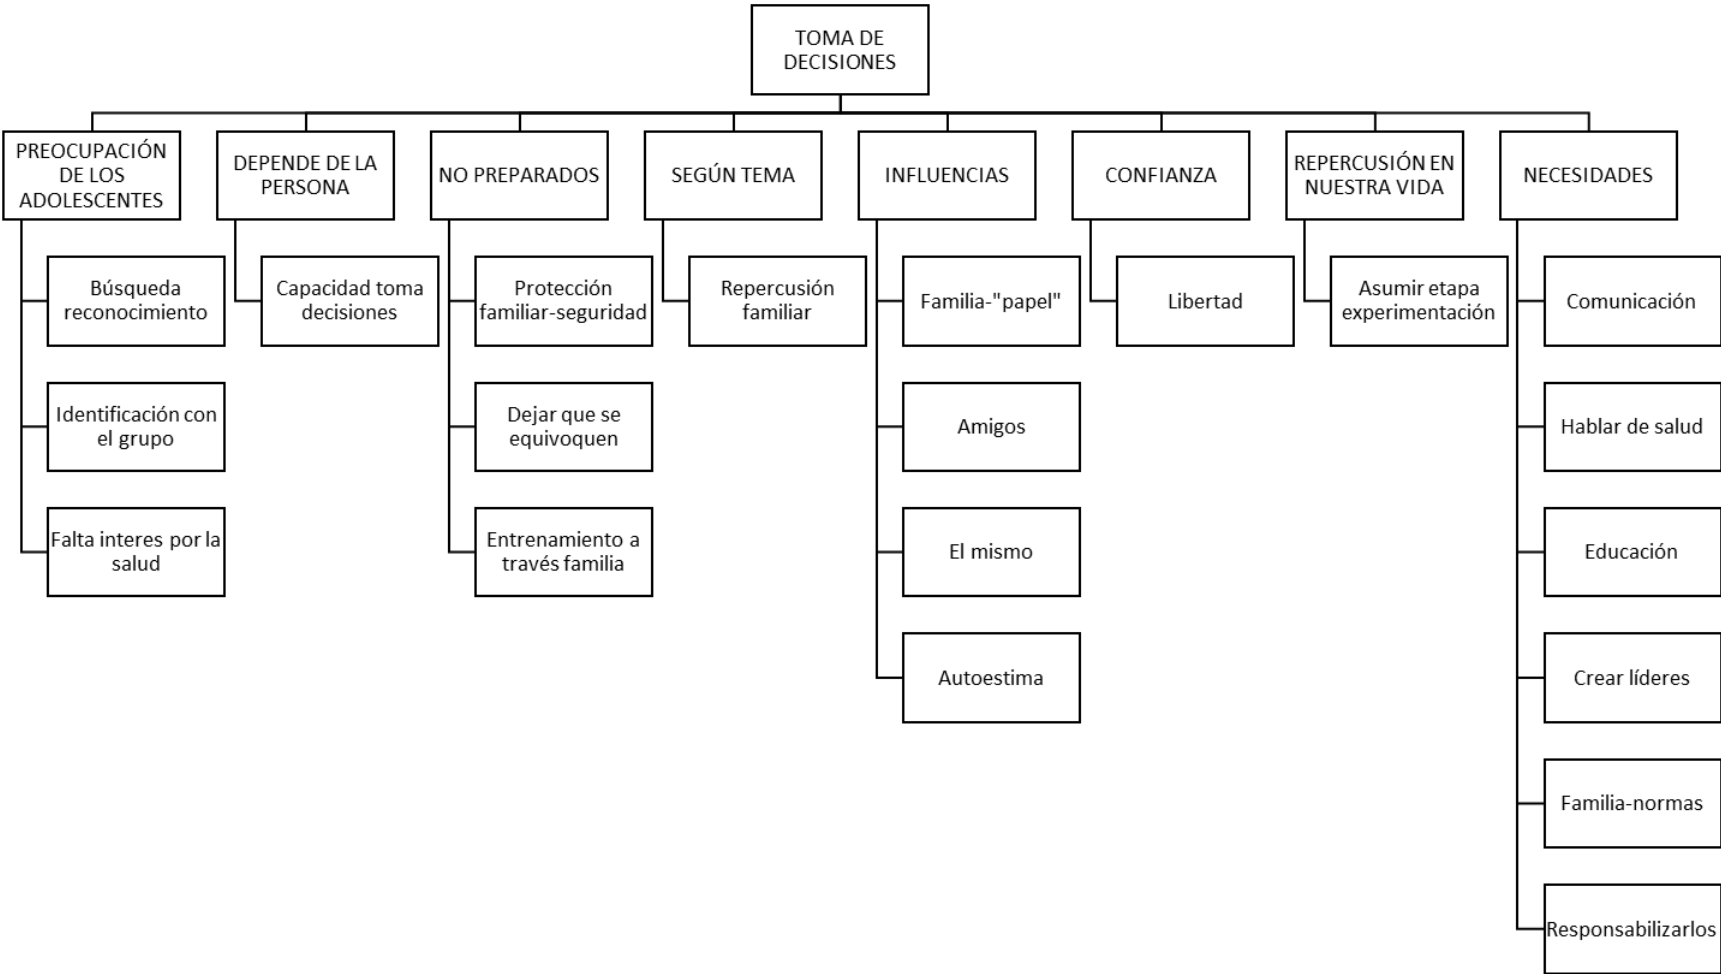 TOMA DE
DECISIONES
PREOCUPACIÓN
DE LOS
ADOLESCENTES
DEPENDE DE LA
PERSONA
NO PREPARADOS
SEGÚN TEMA
INFLUENCIAS
CONFIANZA
REPERCUSIÓN EN
NUESTRA VIDA
NECESIDADES
Búsqueda
reconocimiento
Identificación con
el grupo
Falta interes por la
salud
Capacidad toma
decisiones
Protección
familiar-seguridad
Dejar que se
equivoquen
Entrenamiento a
través familia
Repercusión
familiar
Familia-"papel"
Amigos
El mismo
Autoestima
Libertad
Asumir etapa
experimentación
Comunicación
Hablar de salud
Educación
Crear líderes
Familia-normas
Responsabilizarlos